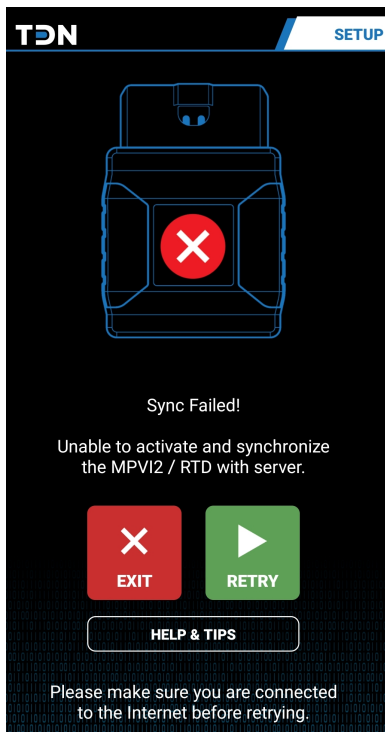 TDN
SETUP
Sync Failed!
Unable to activate and synchronize
the MPVI2 / RTD with server.
EXIT
RETRY
HELP & TIPS
Please make sure you are connected
to the Internet before retrying.